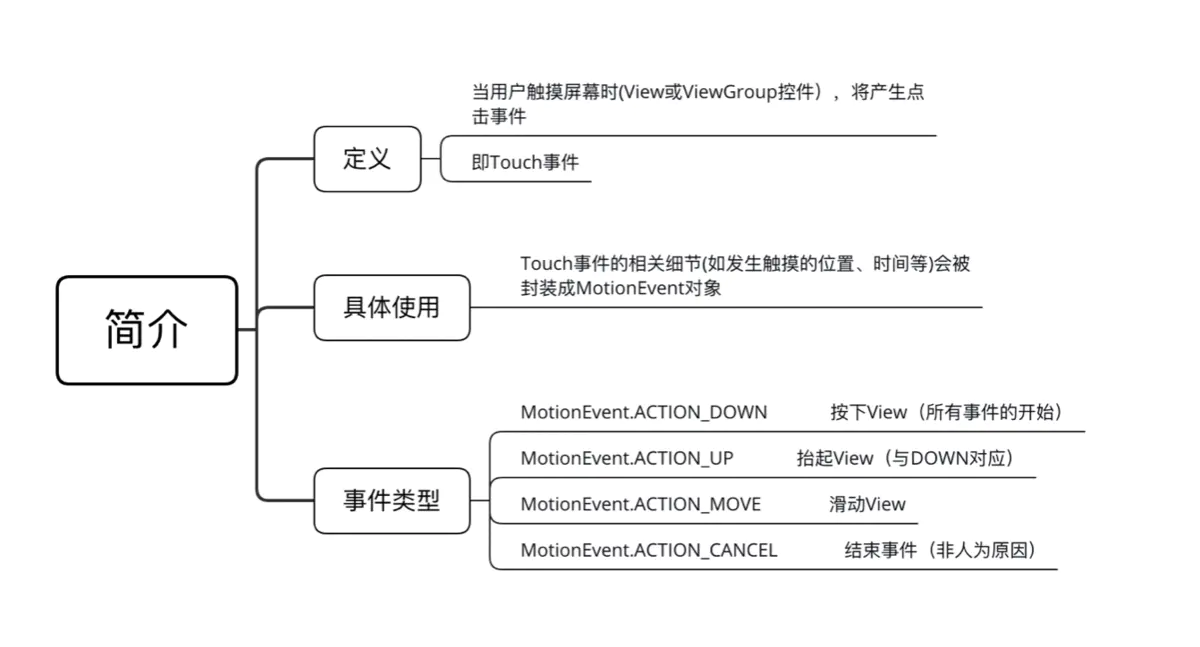 简介
定义
当用户触摸屏幕时(View或ViewGroup控件），将产生点
击事件
即Touch事件
具体使用
Touch事件的相关细节(如发生触摸的位置、时间等)会被
封装成MotionEvent对象
事件类型
MotionEvent.ACTION_DOWN 按下View（所有事件的开始）
MotionEvent.ACTION_UP 抬起View（与DOWN对应）
MotionEvent.ACTION_MOVE 滑动View
MotionEvent.ACTION_CANCEL 结束事件（非人为原因）